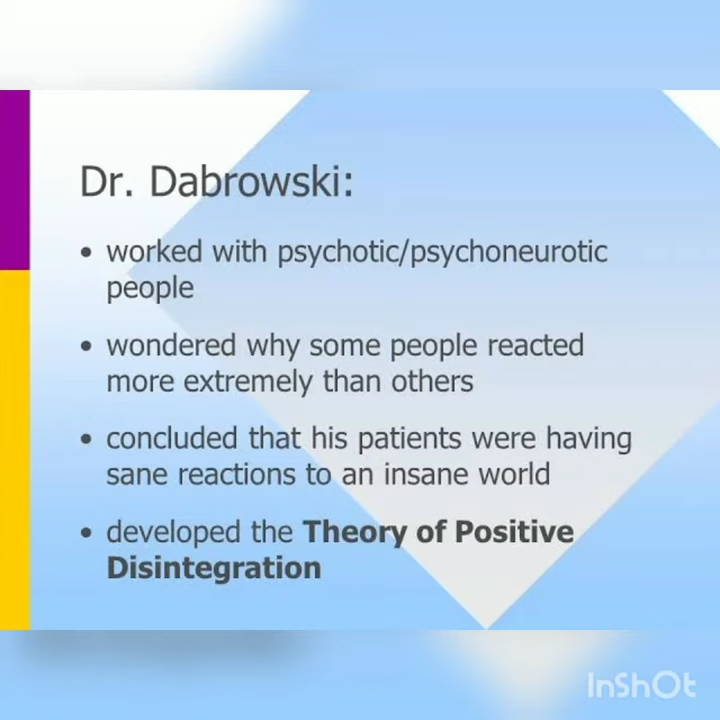 Dr. Dabrowski:
• worked with psychotic/psychoneurotic
people
• wondered why some people reacted
more extremely than others
• concluded that his patients were having
sane reactions to an insane world
• developed the Theory of Positive
Disintegration
InShOt